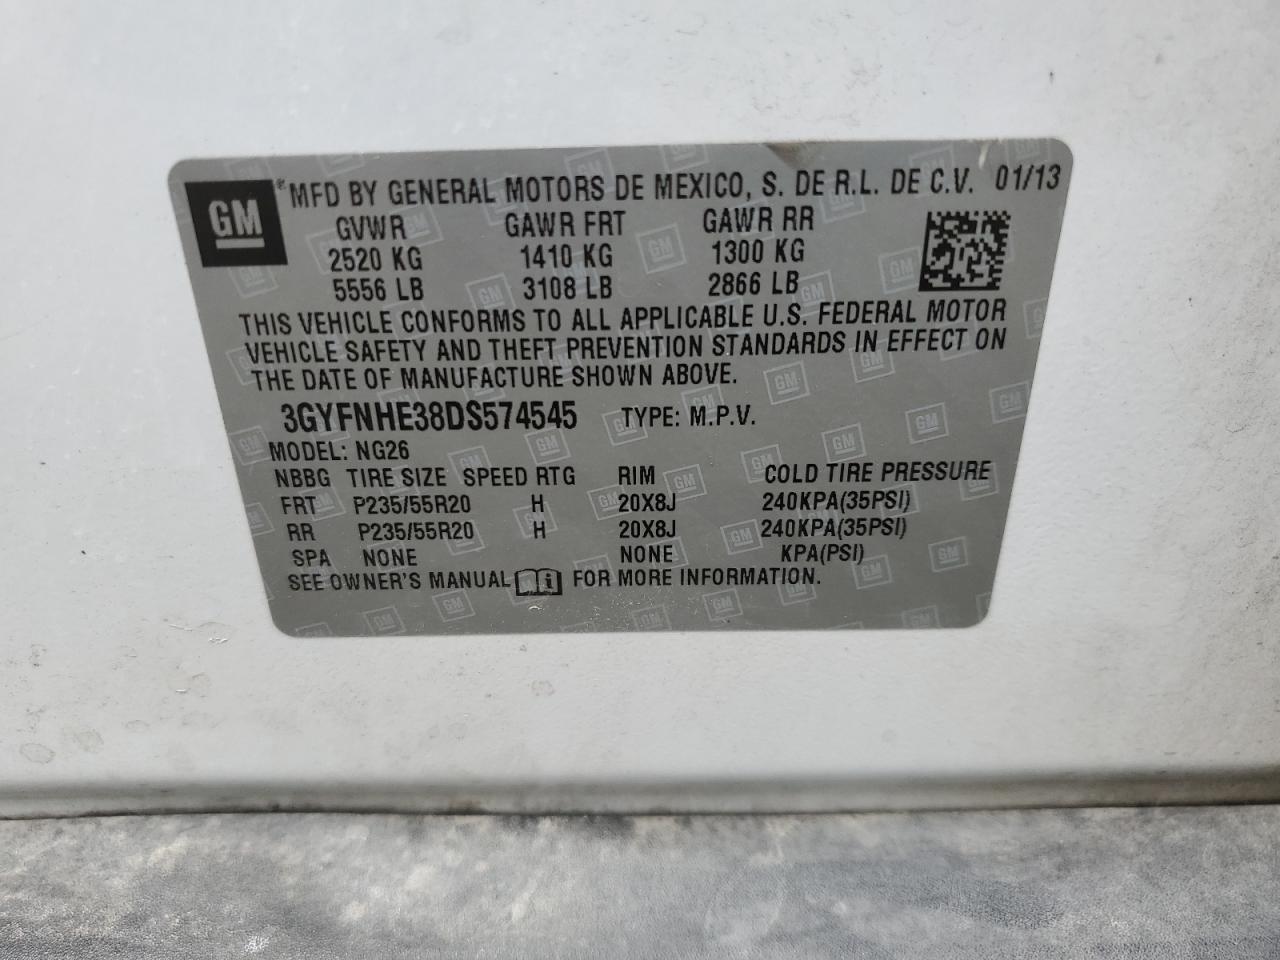 GM ® MFD BY GENERAL MOTORS DE MEXICO, S. DE R.L. DE C.V. 01/13
GVWR GAWR FRT GAWR RR
2520 KG 1410 KG 1300 KG
5556 LB 3108 LB 2866 LB
THIS VEHICLE CONFORMS TO ALL APPLICABLE U.S. FEDERAL MOTOR
VEHICLE SAFETY AND THEFT PREVENTION STANDARDS IN EFFECT ON
THE DATE OF MANUFACTURE SHOWN ABOVE.
3GYFNHE38DS574545 TYPE: M.P.V.
MODEL: NG26
NBBG TIRE SIZE SPEED RTG RIM COLD TIRE PRESSURE
FRT P235/55R20 H 20X8J 240KPA(35PSI)
RR P235/55R20 H 20X8J 240KPA(35PSI)
SPA NONE NONE KPA(PSI)
SEE OWNER'S MANUAL FOR MORE INFORMATION.